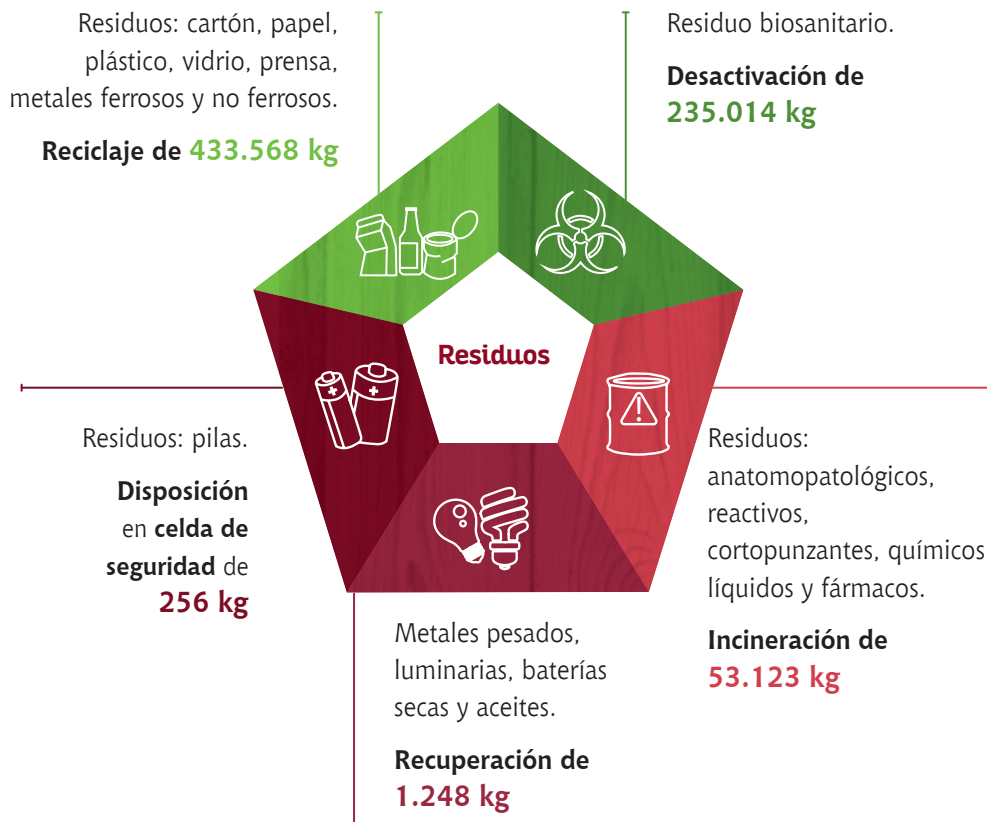 Residuos: cartón, papel,
plástico, vidrio, prensa,
metales ferrosos y no ferrosos.
Reciclaje de 433.568 kg
Residuo biosanitario.
Desactivación de
235.014 kg
Residuos
Residuos: pilas.
Disposición
en celda de
seguridad de
256 kg
Metales pesados,
luminarias, baterías
secas y aceites.
Recuperación de
1.248 kg
Residuos:
anatomopatológicos,
reactivos,
cortopunzantes, químicos
líquidos y fármacos.
Incineración de
53.123 kg